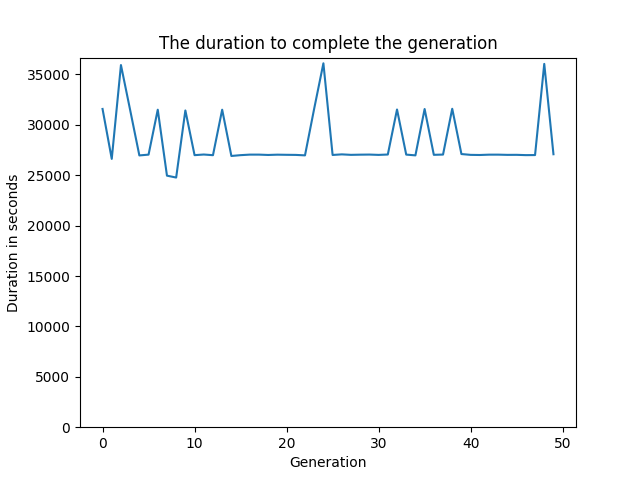 The duration to complete the generation
35000
30000
25000
20000
15000
10000
5000
0
Duration in seconds
0 10 20 30 40 50
Generation